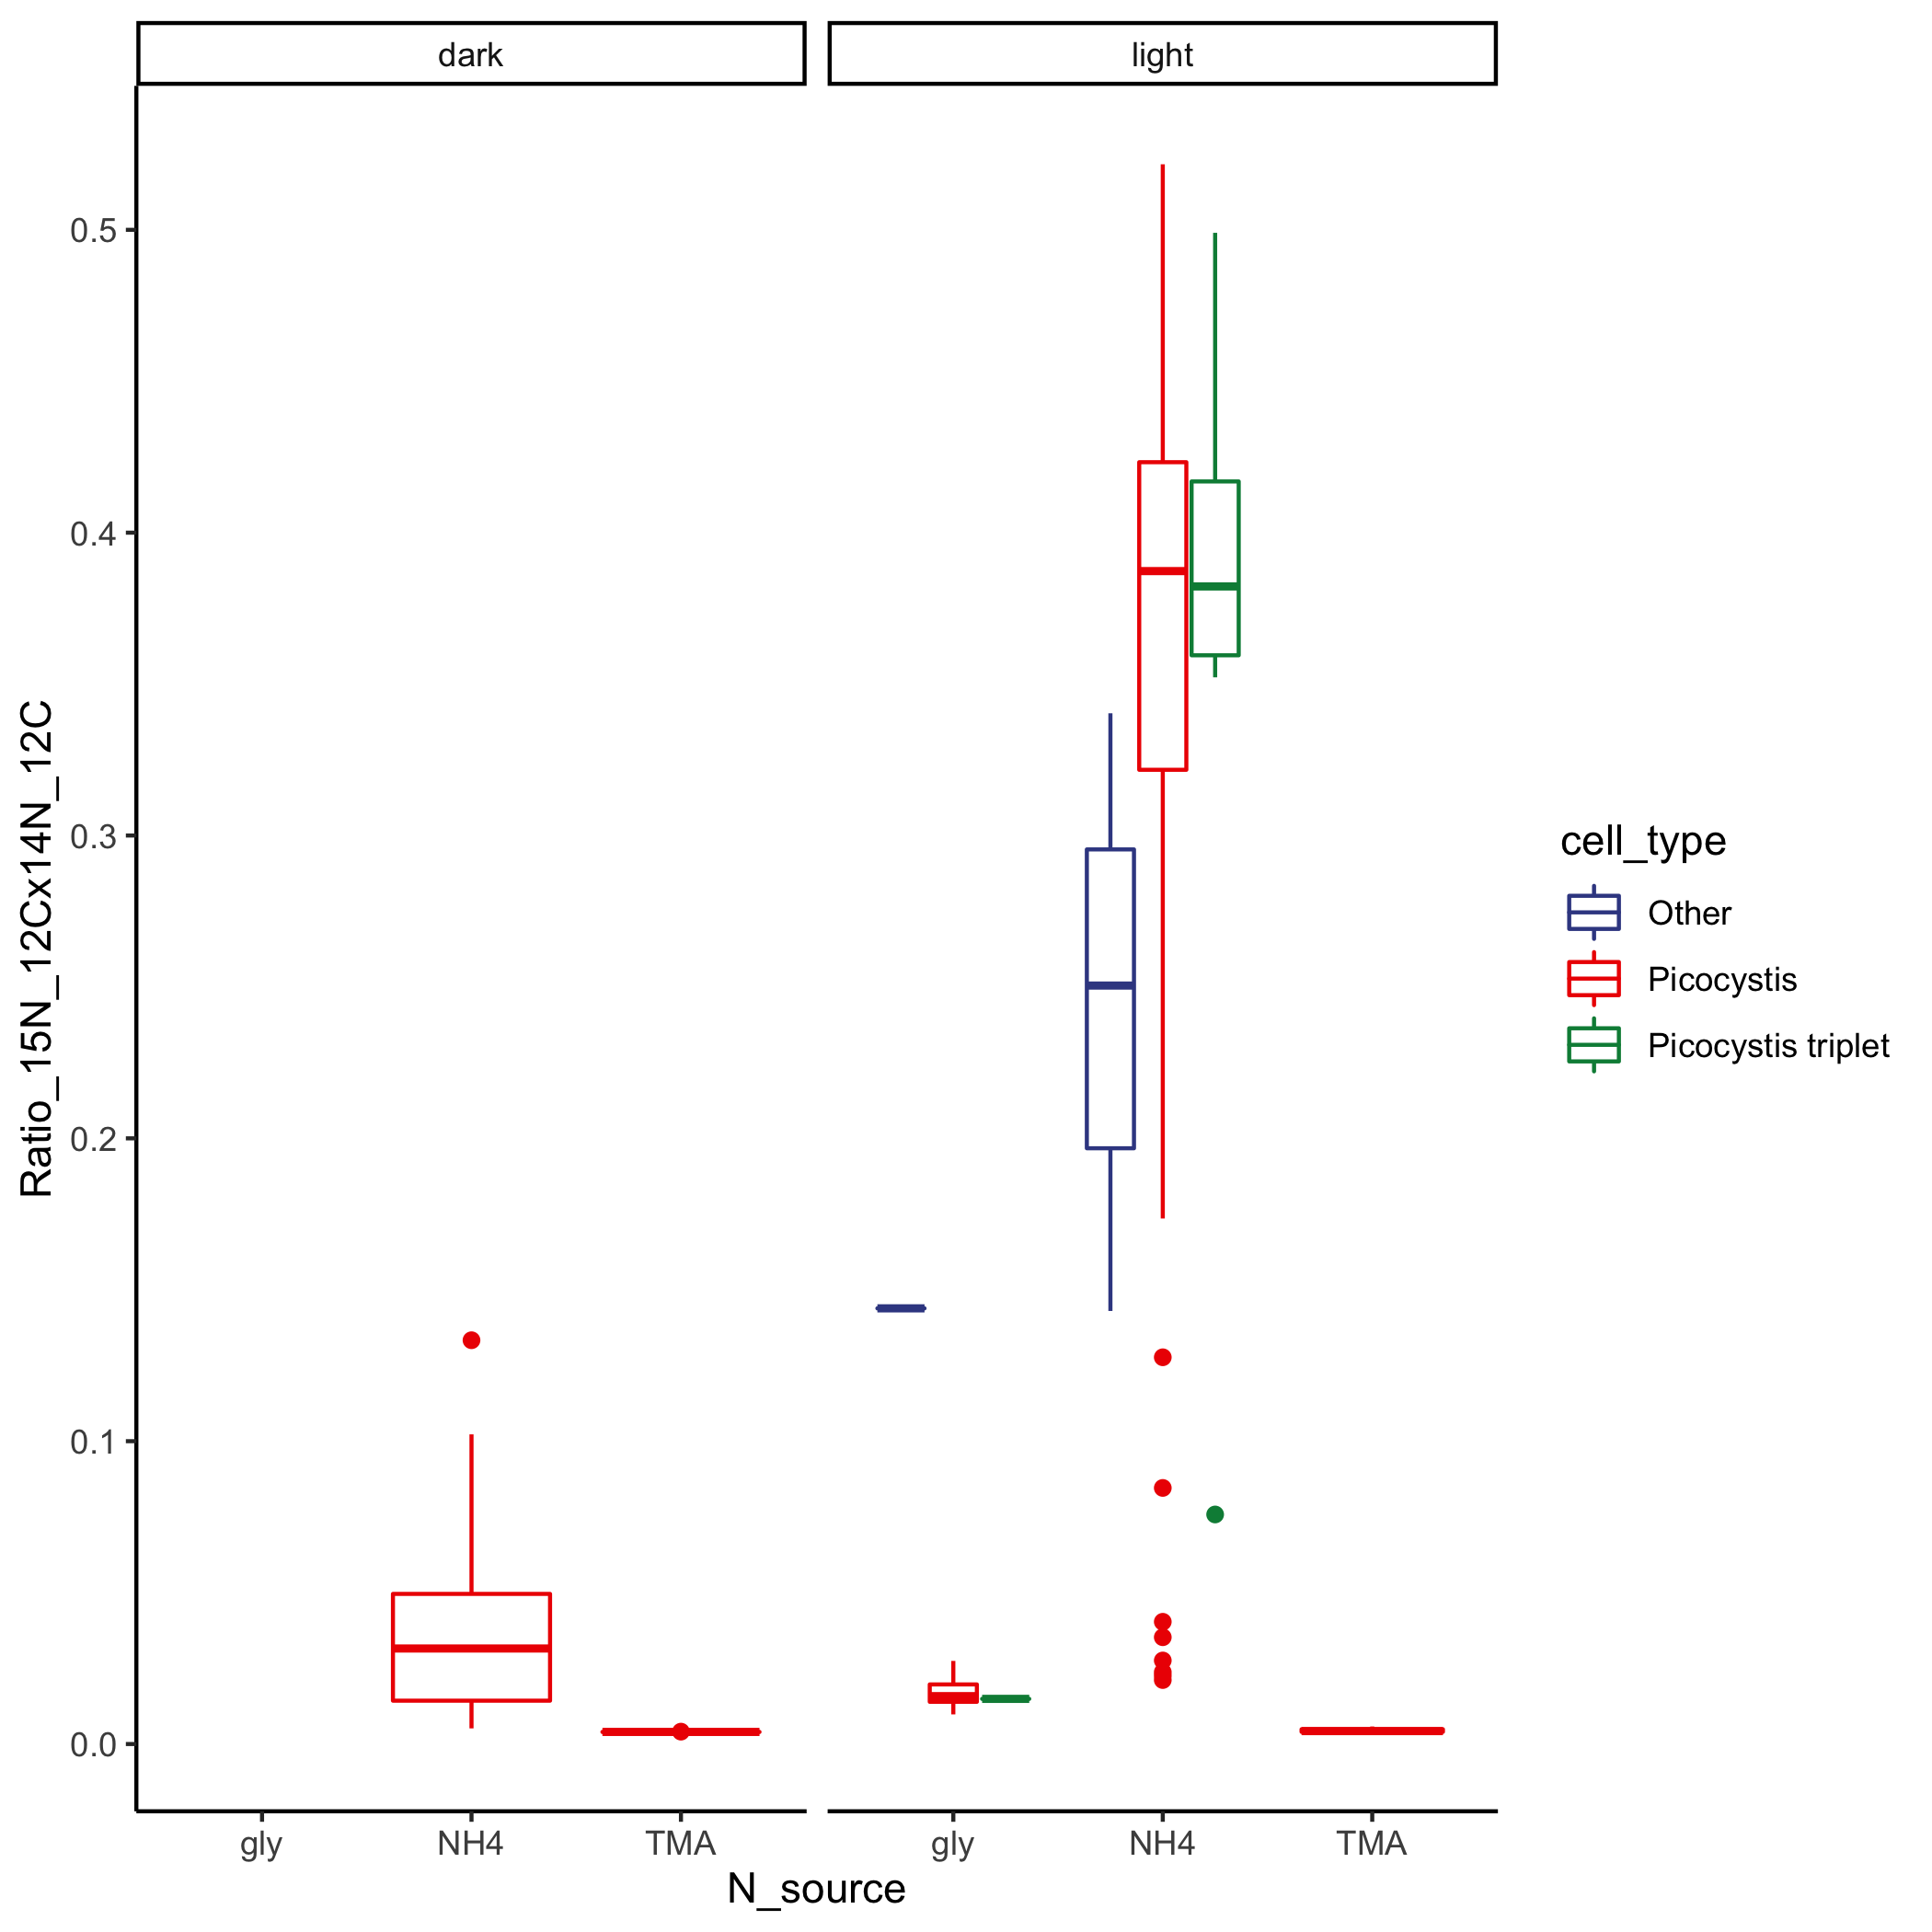 dark
light
0.5
0.4
0.3
0.2
0.1
0.0
Ratio_15N_12Cx14N_12C
gly
NH4
TMA
gly
NH4
TMA
N_source
cell_type
Other
Picocystis
Picocystis triplet